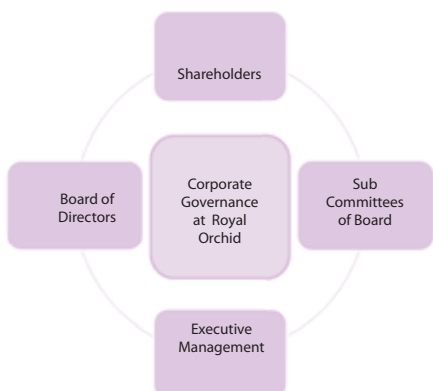 Shareholders
Board of
Directors
Corporate
Governance
at Royal
Orchid
Sub
Committees
of Board
Executive
Management